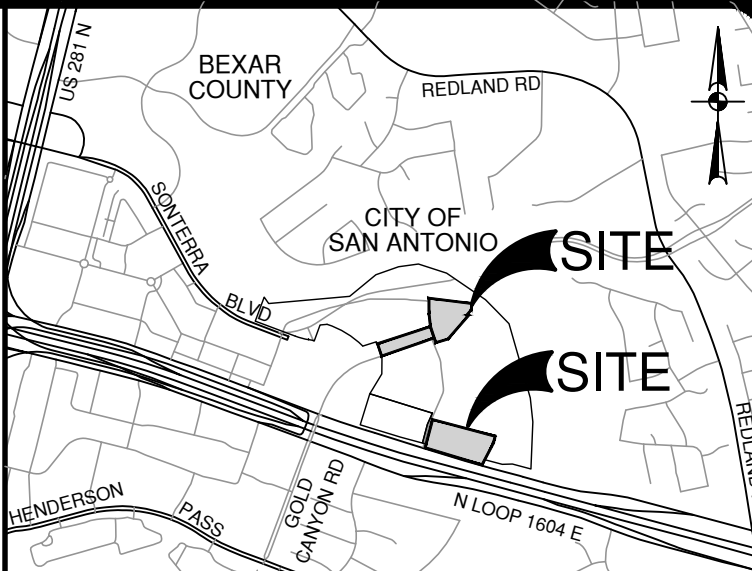 US 281 N
BEXAR
COUNTY
REDLAND RD
SONTERRA
BLVD
CITY OF
SAN ANTONIO
SITE
SITE
REDLAND
HENDERSON
PASS
GOLD
CANYON RD
N LOOP 1604 E